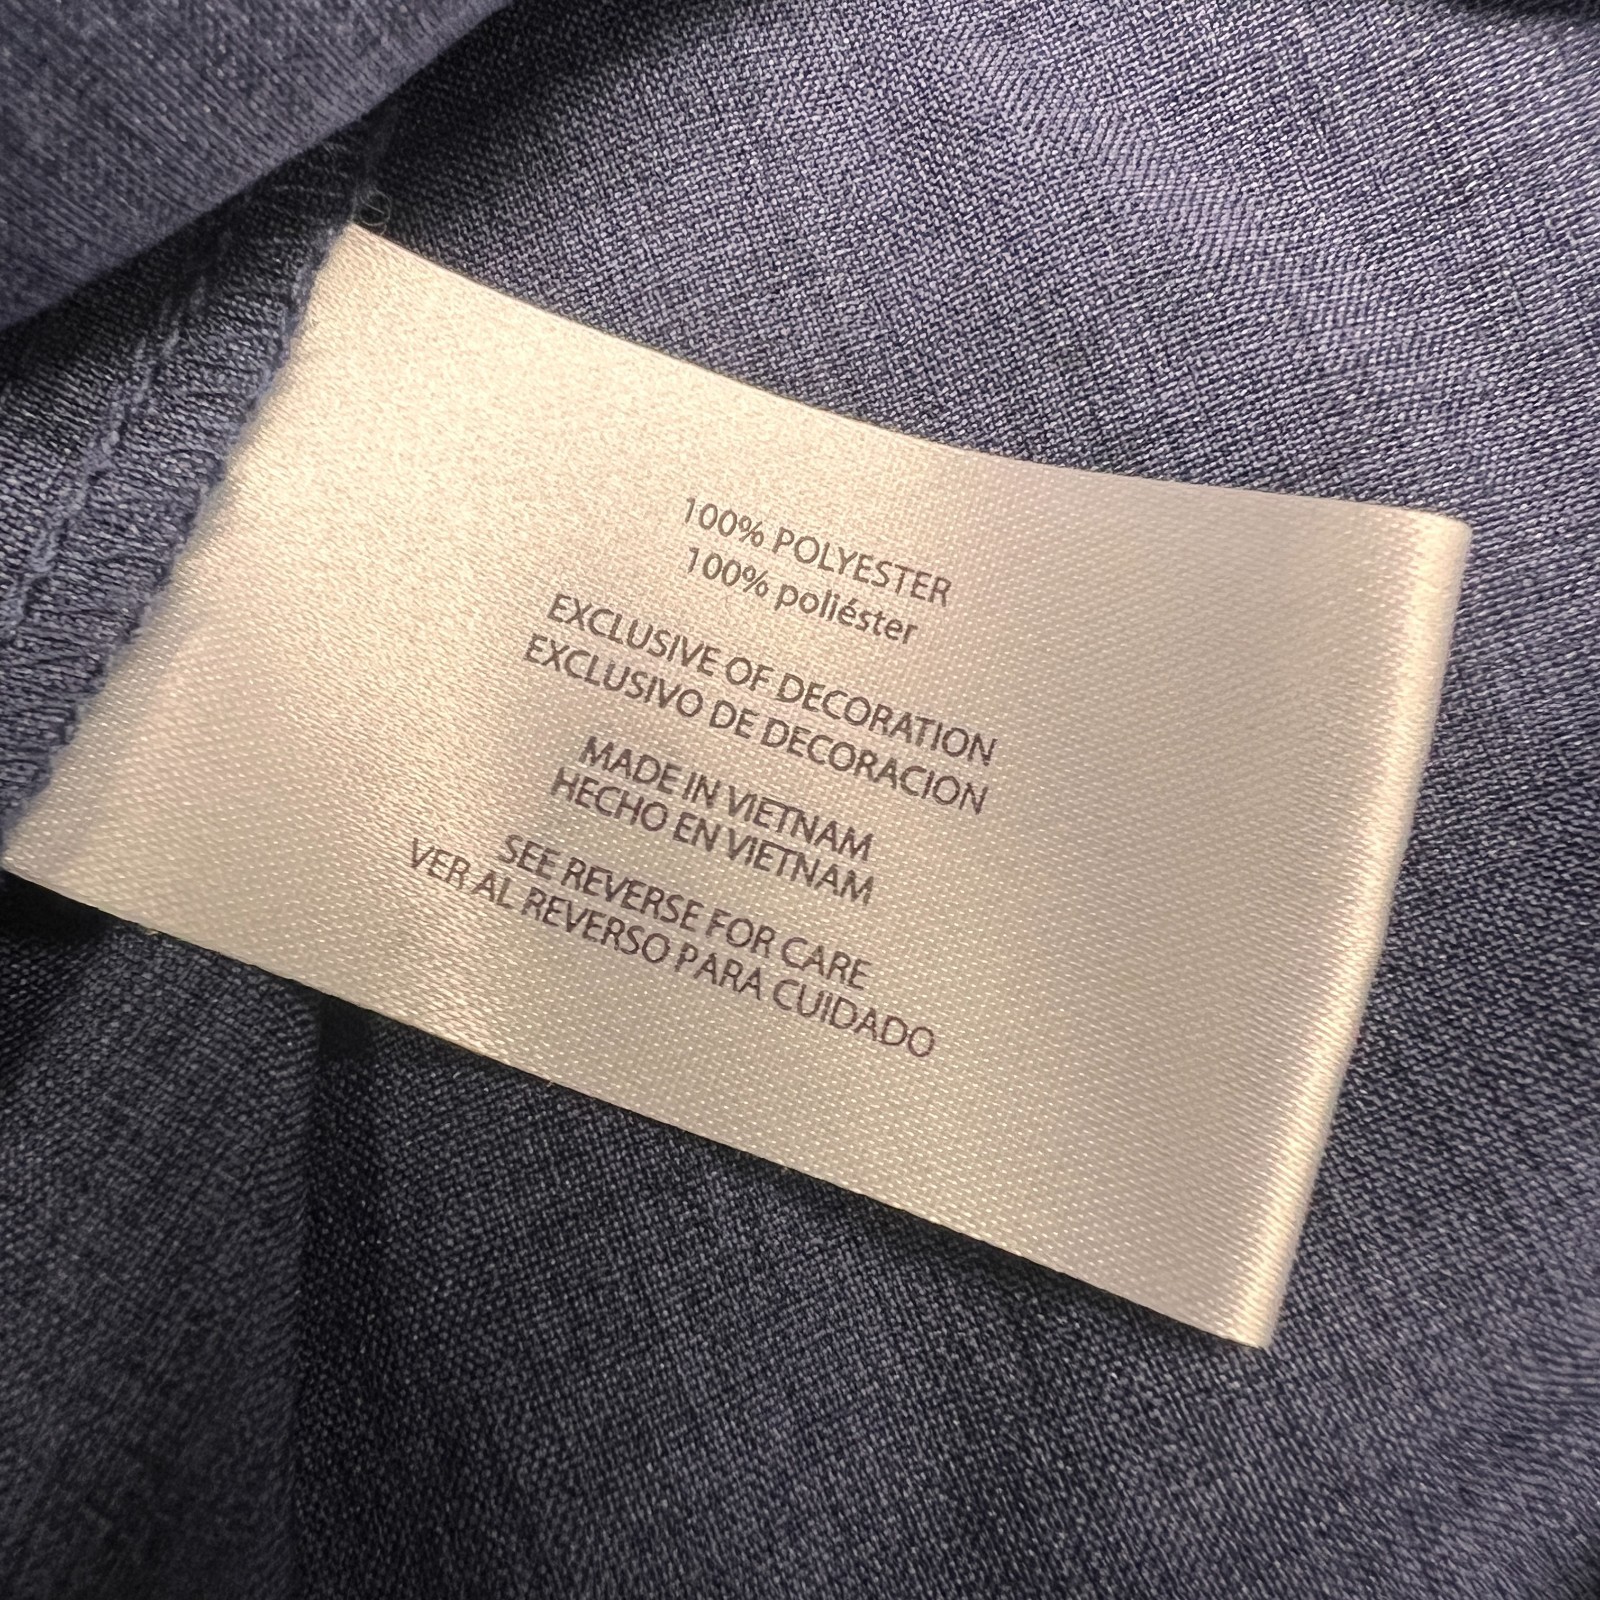 100% POLYESTER
100% poliéster
EXCLUSIVE OF DECORATION
EXCLUSIVO DE DECORACION
MADE IN VIETNAM
HECHO EN VIETNAM
SEE REVERSE FOR CARE
VER AL REVERSO PARA CUIDADO